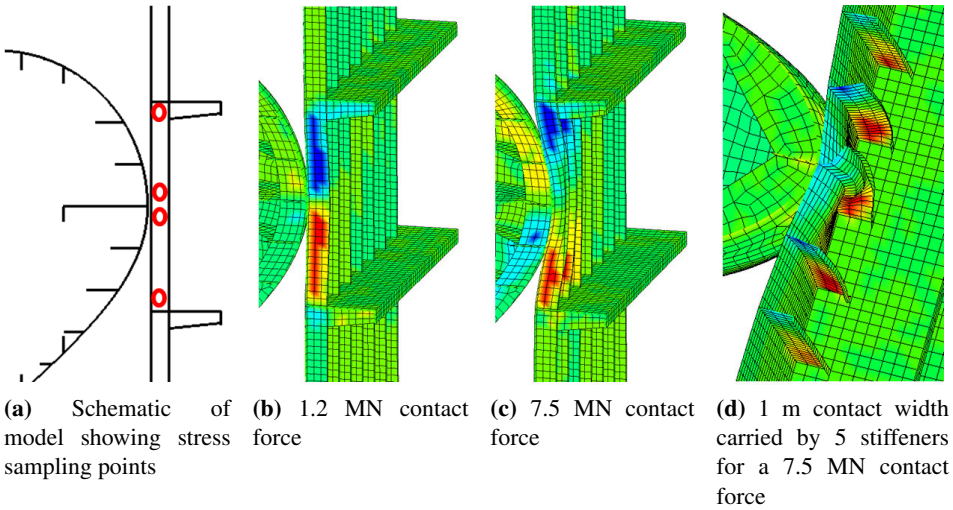 (a) Schematic of
model showing stress
sampling points
(b) 1.2 MN contact
force
(c) 7.5 MN contact
force
(d) 1 m contact width
carried by 5 stiffeners
for a 7.5 MN contact
force